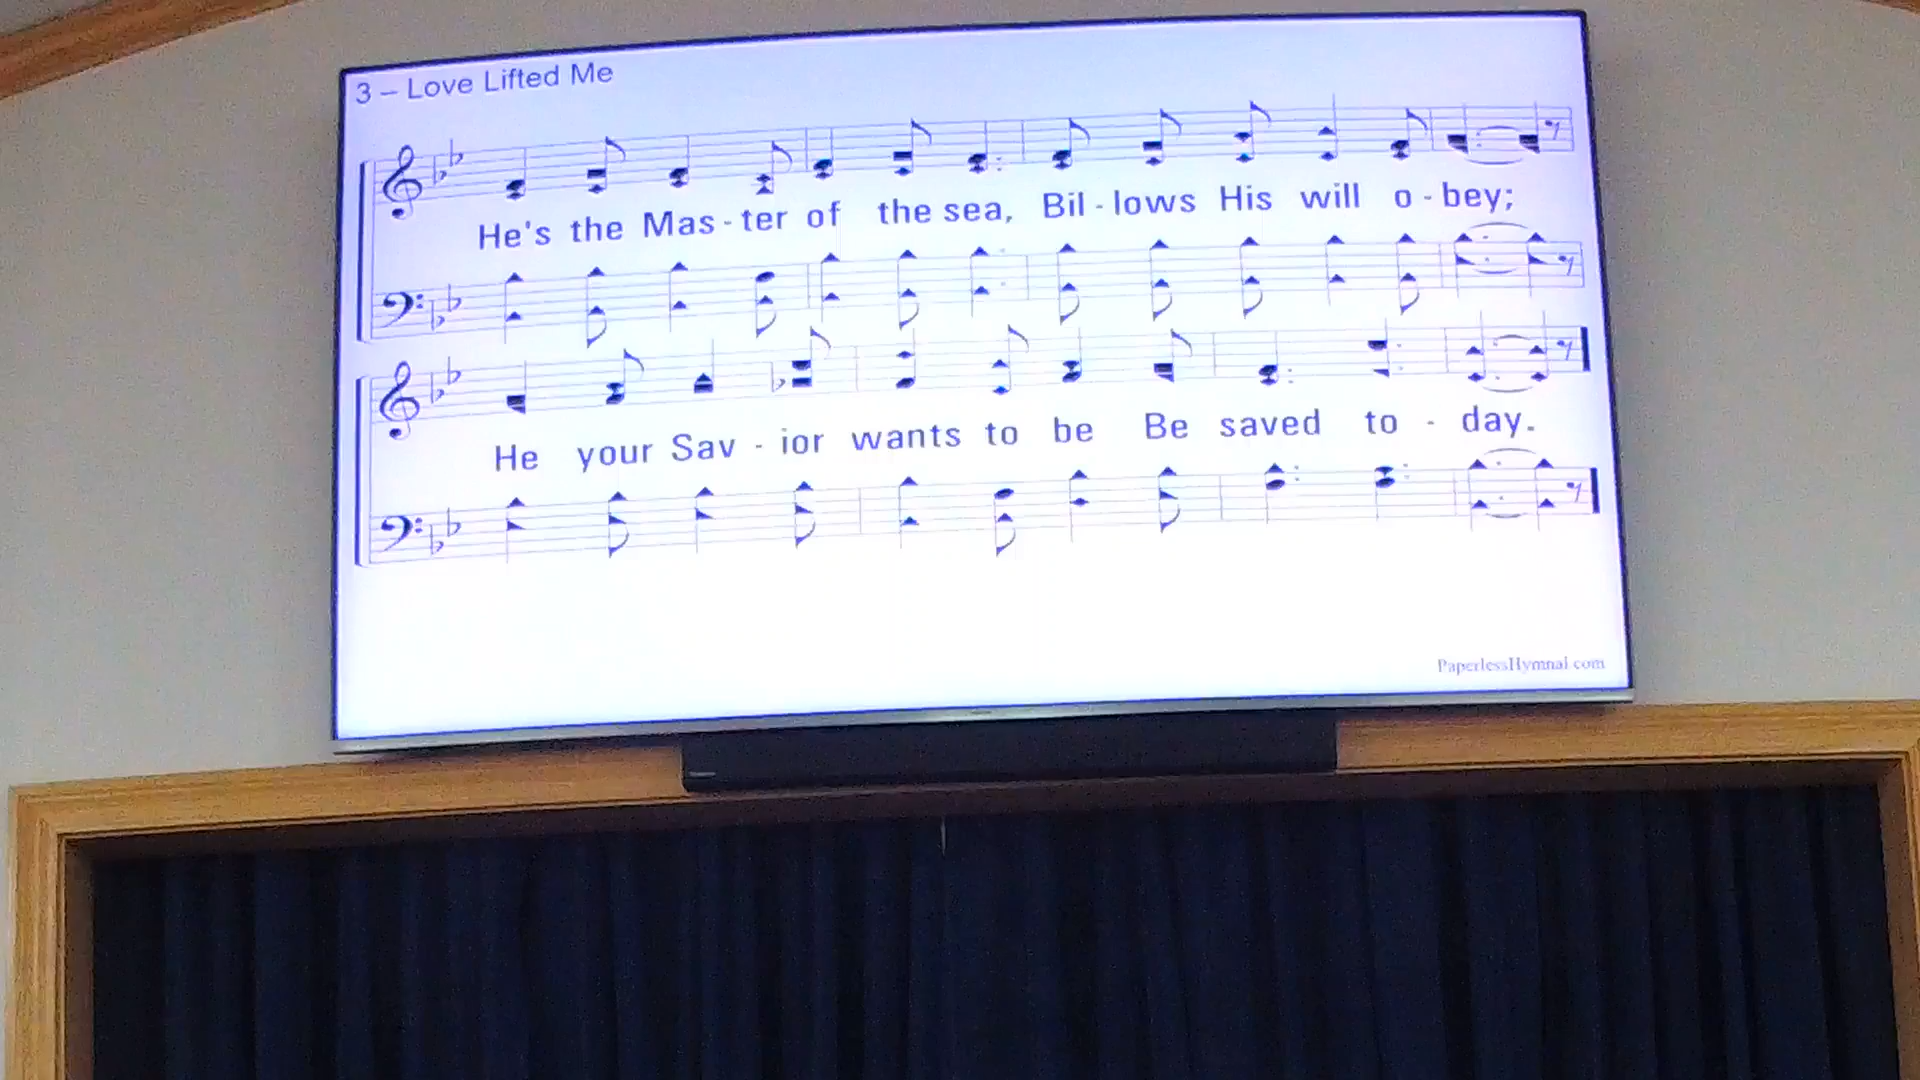 3 – Love Lifted Me
He's the Mas - ter of the sea, Bil - lows His will o - bey;
He your Sav - ior wants to be Be saved to - day.
PaperlessHymnal.com